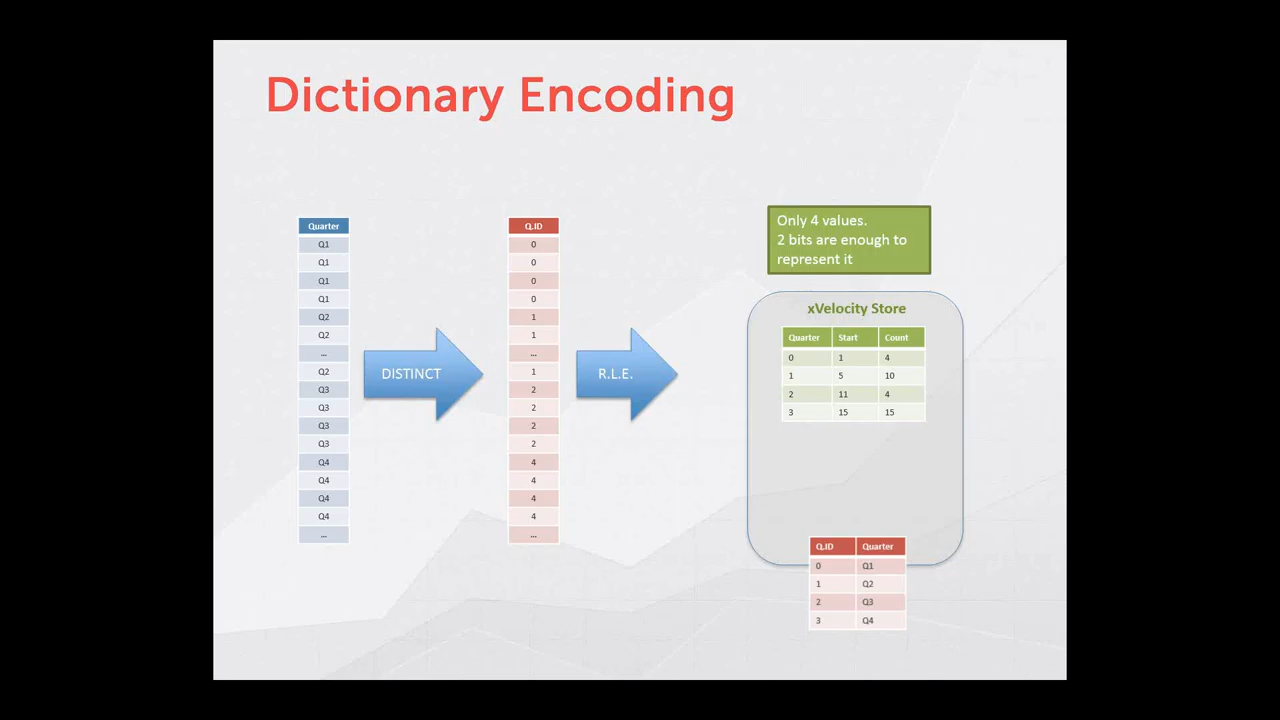 Dictionary Encoding
Quarter
Q1
Q1
Q1
Q1
Q2
Q2
...
Q2
Q3
Q3
Q3
Q3
Q4
Q4
Q4
Q4
...
DISTINCT
Q.ID
0
0
0
0
1
1
...
1
2
2
2
2
4
4
4
4
...
R.L.E.
Only 4 values.
2 bits are enough to
represent it
xVelocity Store
Quarter Start Count
0 1 4
1 5 10
2 11 4
3 15 15
Q.ID Quarter
0 Q1
1 Q2
2 Q3
3 Q4